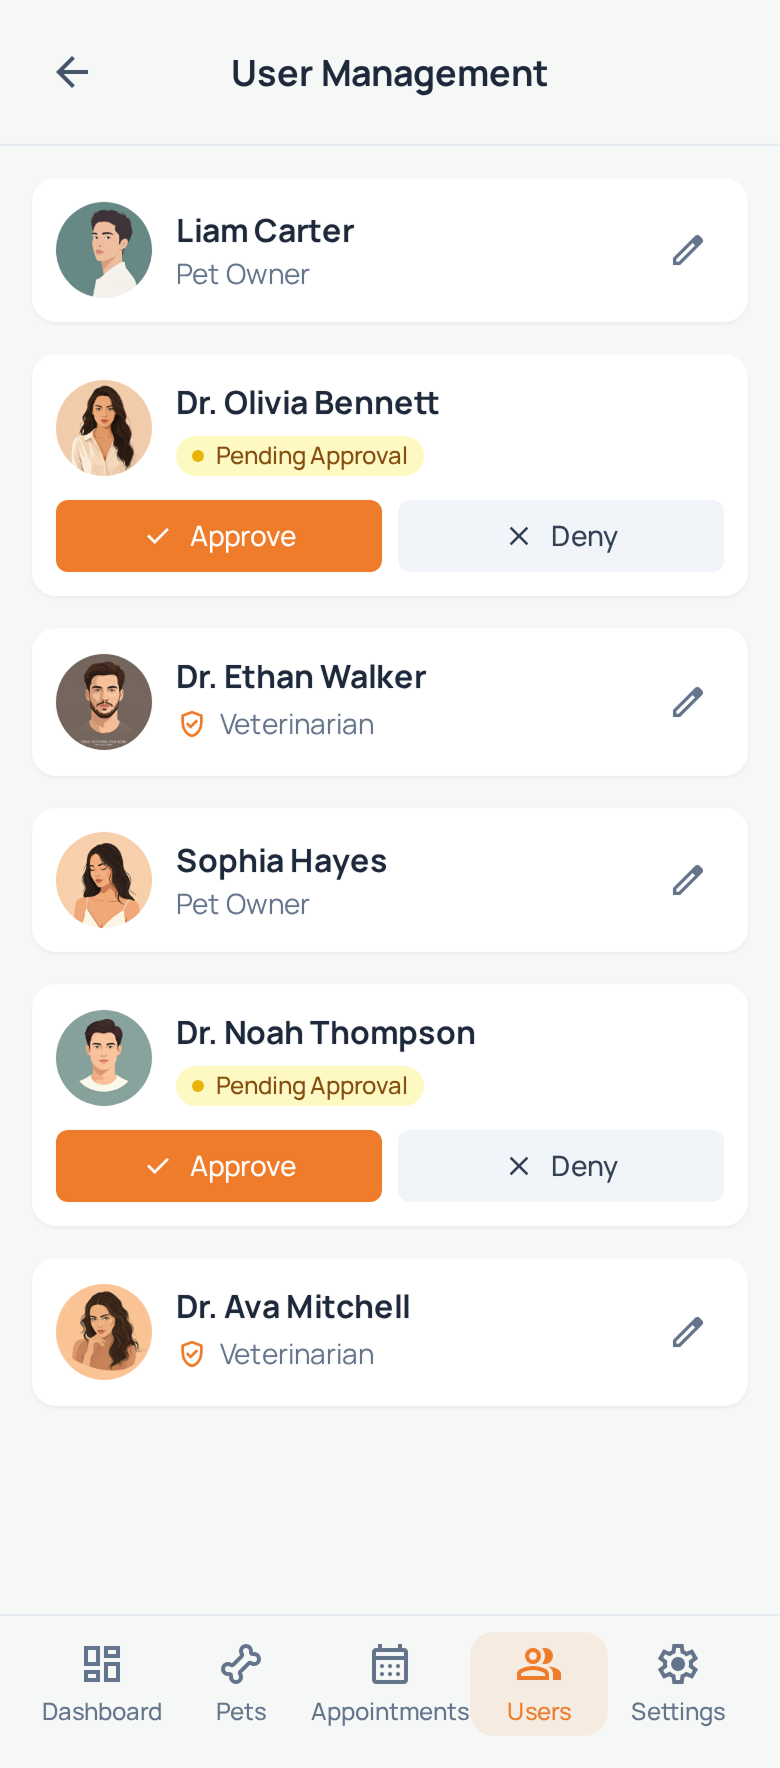 User Management
Liam Carter
Pet Owner
Dr. Olivia Bennett
Pending Approval
Approve
Deny
Dr. Ethan Walker
Veterinarian
Sophia Hayes
Pet Owner
Dr. Noah Thompson
Pending Approval
Approve
Deny
Dr. Ava Mitchell
Veterinarian
Dashboard
Pets
Appointments
Users
Settings